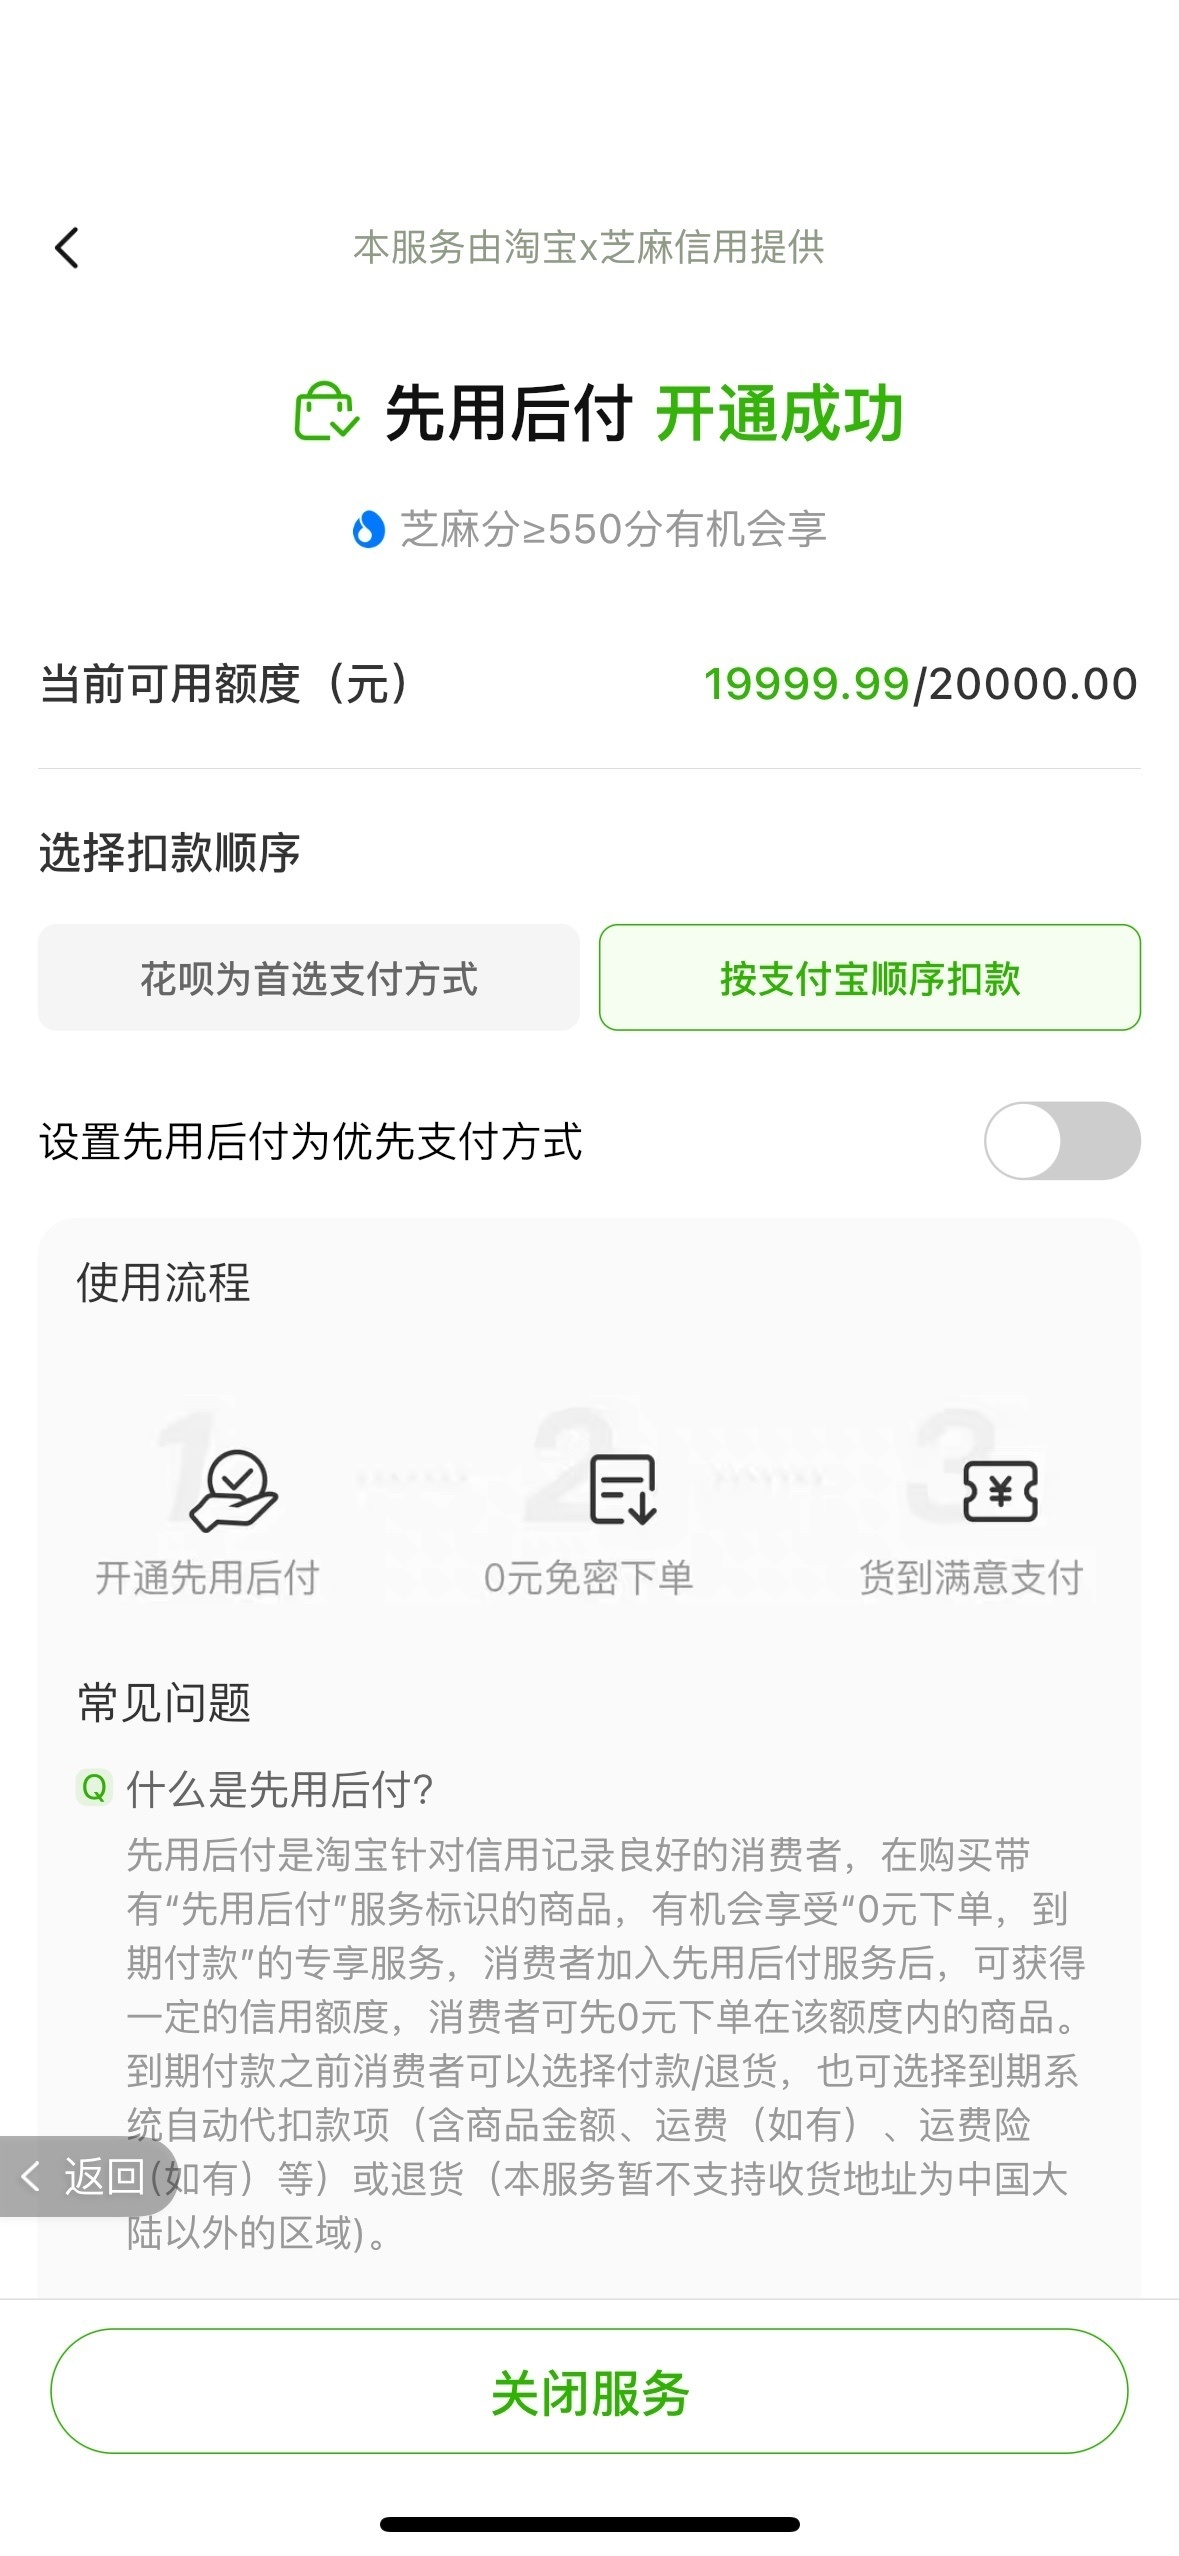 本服务由淘宝x芝麻信用提供
先用后付 开通成功
芝麻分≥550分有机会享
当前可用额度（元） 19999.99/20000.00
选择扣款顺序
花呗为首选支付方式 按支付宝顺序扣款
设置先用后付为优先支付方式
使用流程
1 2 3
开通先用后付 0元免密下单 货到满意支付
常见问题
Q 什么是先用后付?
先用后付是淘宝针对信用记录良好的消费者，在购买带
有“先用后付”服务标识的商品，有机会享受“0元下单，到
期付款”的专享服务，消费者加入先用后付服务后，可获得
一定的信用额度，消费者可先0元下单在该额度内的商品。
到期付款之前消费者可以选择付款/退货，也可选择到期系
统自动代扣款项（含商品金额、运费（如有）、运费险
（如有）等）或退货（本服务暂不支持收货地址为中国大
陆以外的区域)。
返回
关闭服务